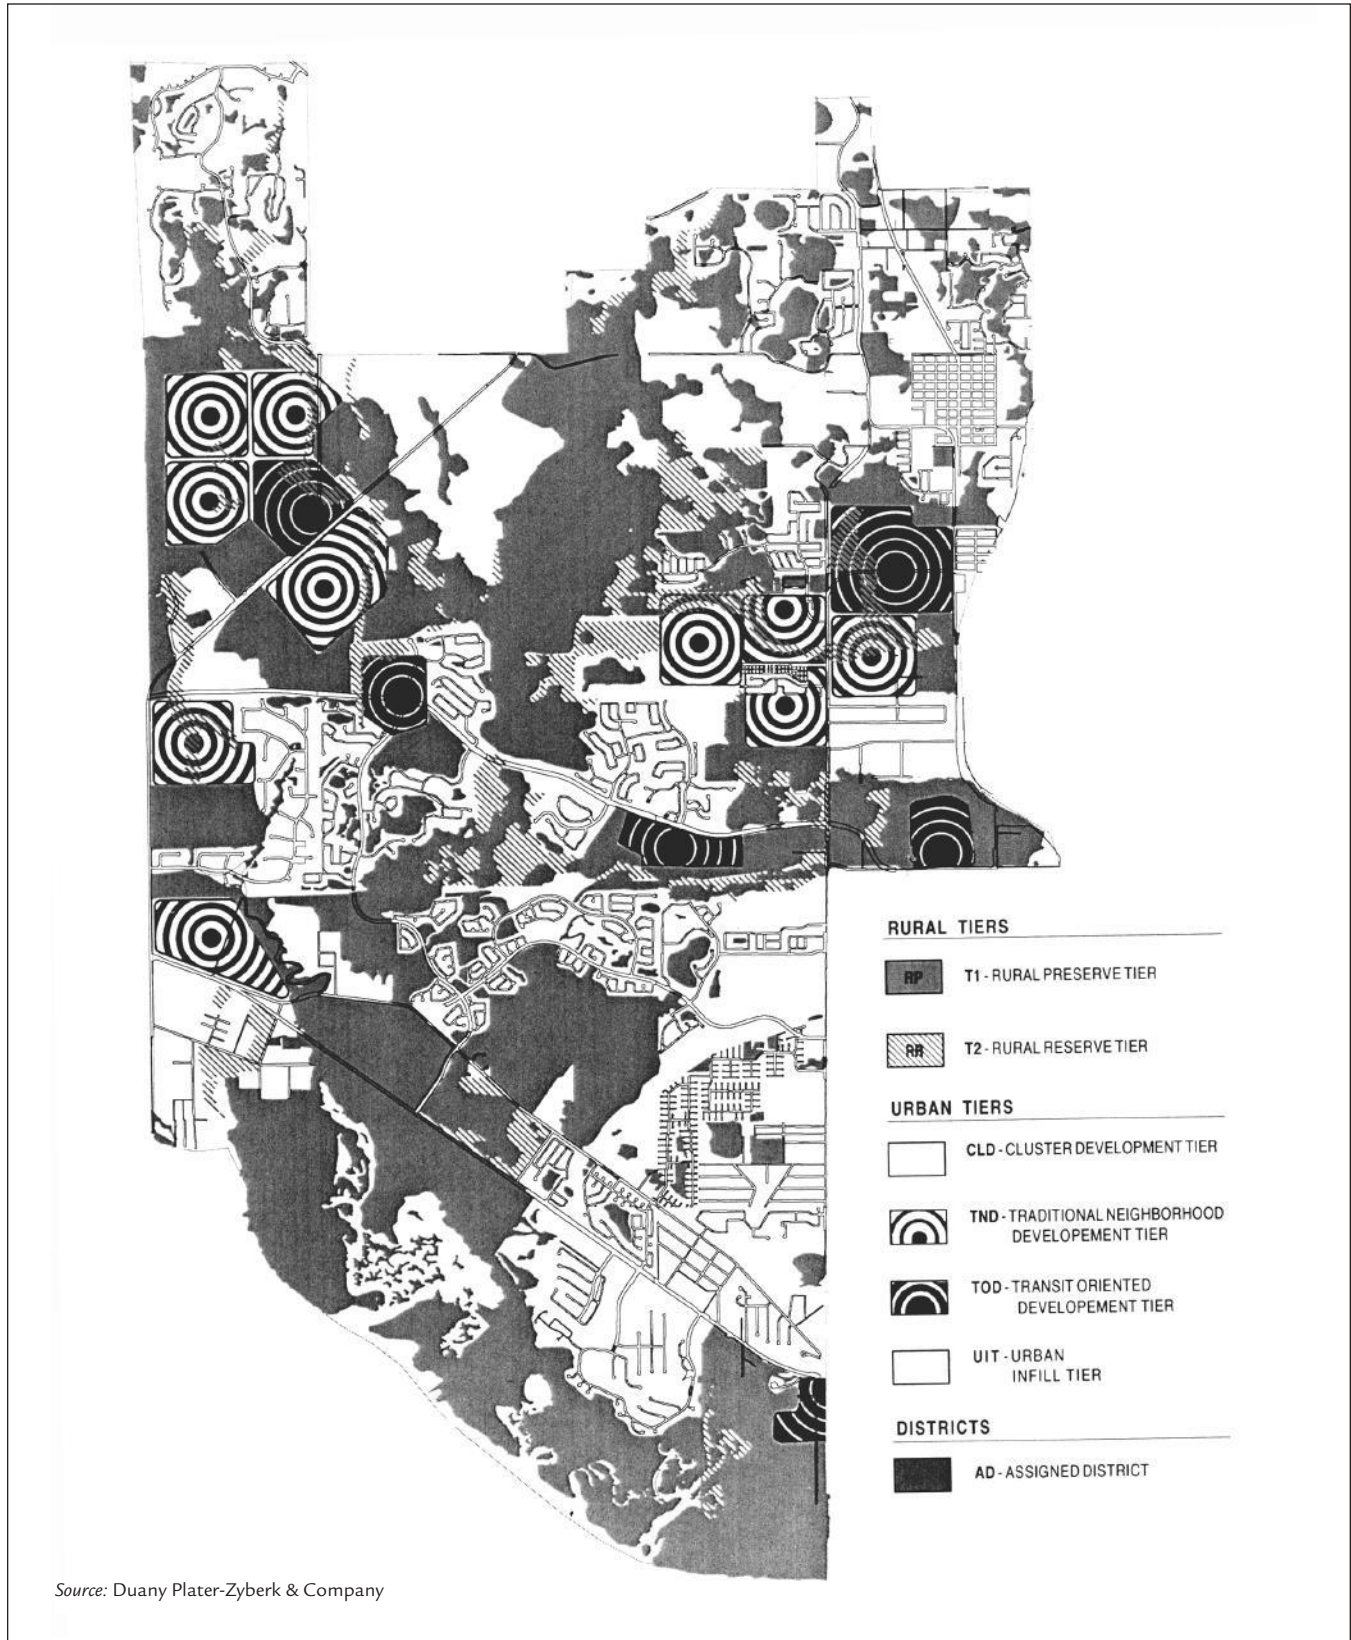 RURAL TIERS
RP T1 - RURAL PRESERVE TIER
RR T2 - RURAL RESERVE TIER
URBAN TIERS
CLD - CLUSTER DEVELOPMENT TIER
TND - TRADITIONAL NEIGHBORHOOD
DEVELOPEMENT TIER
TOD - TRANSIT ORIENTED
DEVELOPEMENT TIER
UIT - URBAN
INFILL TIER
DISTRICTS
AD - ASSIGNED DISTRICT
Source: Duany Plater-Zyberk & Company